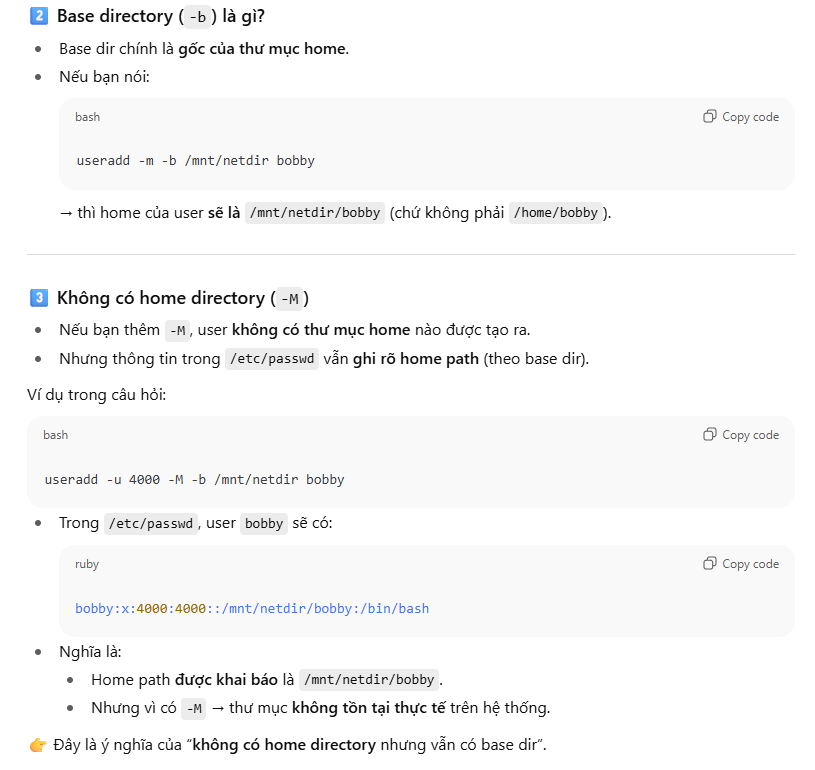 2 Base directory (-b) là gì?
• Base dir chính là gốc của thư mục home.
• Nếu bạn nói:
bash
Copy code
useradd -m -b /mnt/netdir bobby
→ thì home của user sẽ là /mnt/netdir/bobby (chứ không phải /home/bobby).
3 Không có home directory (-M)
• Nếu bạn thêm -M, user không có thư mục home nào được tạo ra.
• Nhưng thông tin trong /etc/passwd vẫn ghi rõ home path (theo base dir).
Ví dụ trong câu hỏi:
bash
Copy code
useradd -u 4000 -M -b /mnt/netdir bobby
• Trong /etc/passwd, user bobby sẽ có:
ruby
Copy code
bobby:x:4000:4000::/mnt/netdir/bobby:/bin/bash
• Nghĩa là:
• Home path được khai báo là /mnt/netdir/bobby.
• Nhưng vì có -M → thư mục không tồn tại thực tế trên hệ thống.
👉 Đây là ý nghĩa của “không có home directory nhưng vẫn có base dir”.